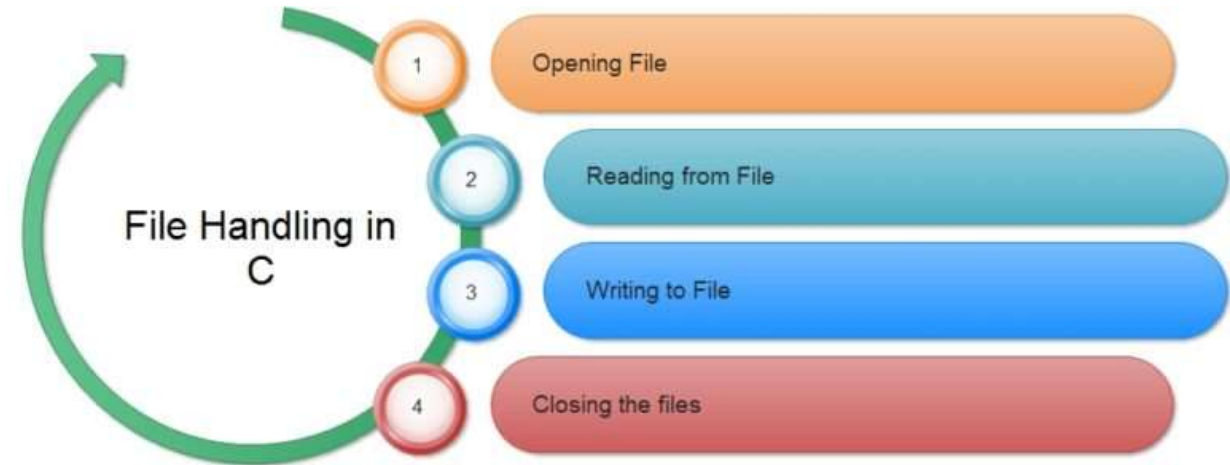 File Handling in
C
1
Opening File
2
Reading from File
3
Writing to File
4
Closing the files